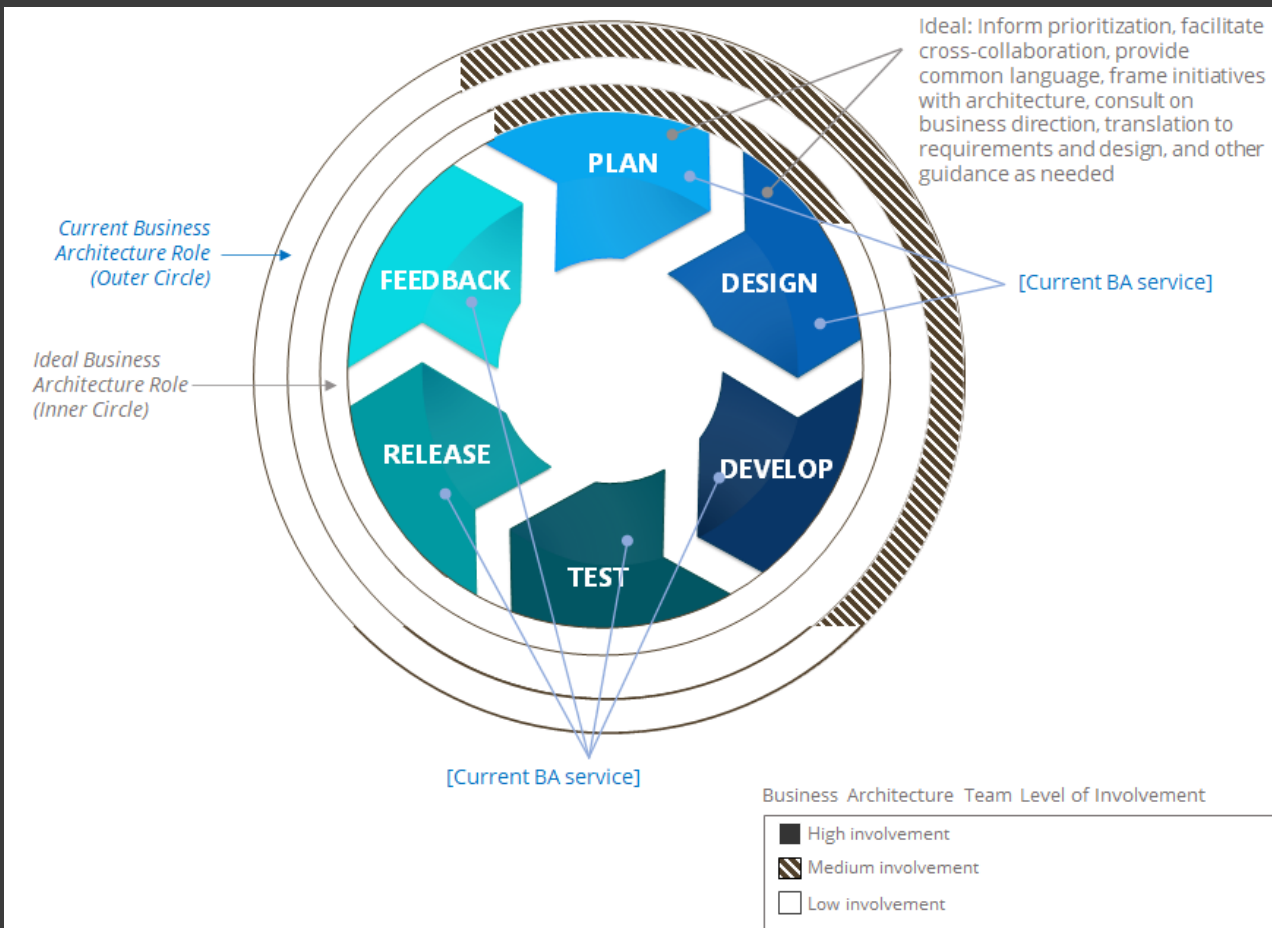 Ideal: Inform prioritization, facilitate
cross-collaboration, provide
common language, frame initiatives
with architecture, consult on
business direction, translation to
requirements and design, and other
guidance as needed
PLAN
Current Business
Architecture Role
(Outer Circle)
FEEDBACK
DESIGN
[Current BA service]
Ideal Business
Architecture Role
(Inner Circle)
RELEASE
DEVELOP
TEST
[Current BA service]
Business Architecture Team Level of Involvement
High involvement
Medium involvement
Low involvement